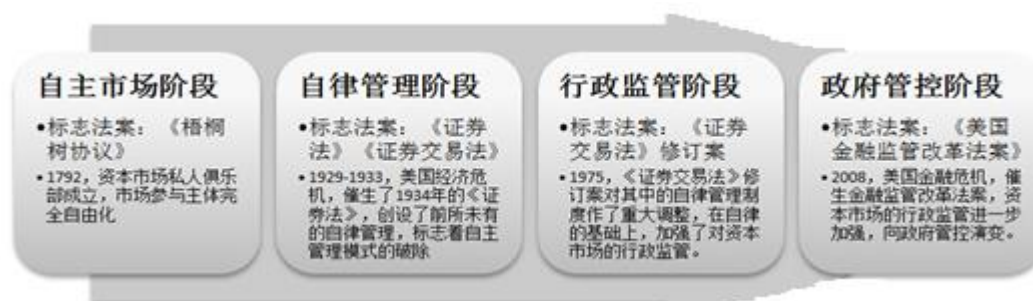 自主市场阶段
•标志法案：《梧桐
树协议》
•1792，资本市场私人俱乐
部成立，市场参与主体完
全自由化
自律管理阶段
•标志法案：《证券
法》《证券交易法》
•1929-1933，美国经济危
机，催生了1934年的《证
券法》，创设了前所未有
的自律管理，标志着自主
管理模式的破除
行政监管阶段
•标志法案：《证券
交易法》修订案
•1975，《证券交易法》修
订案对其中的自律管理制
度作了重大调整，在自律
的基础上，加强了对资本
市场的行政监管。
政府管控阶段
•标志法案：《美国
金融监管改革法案》
•2008，美国金融危机，催
生金融监管改革法案，资
本市场的行政监管进一步
加强，向政府管控演变。